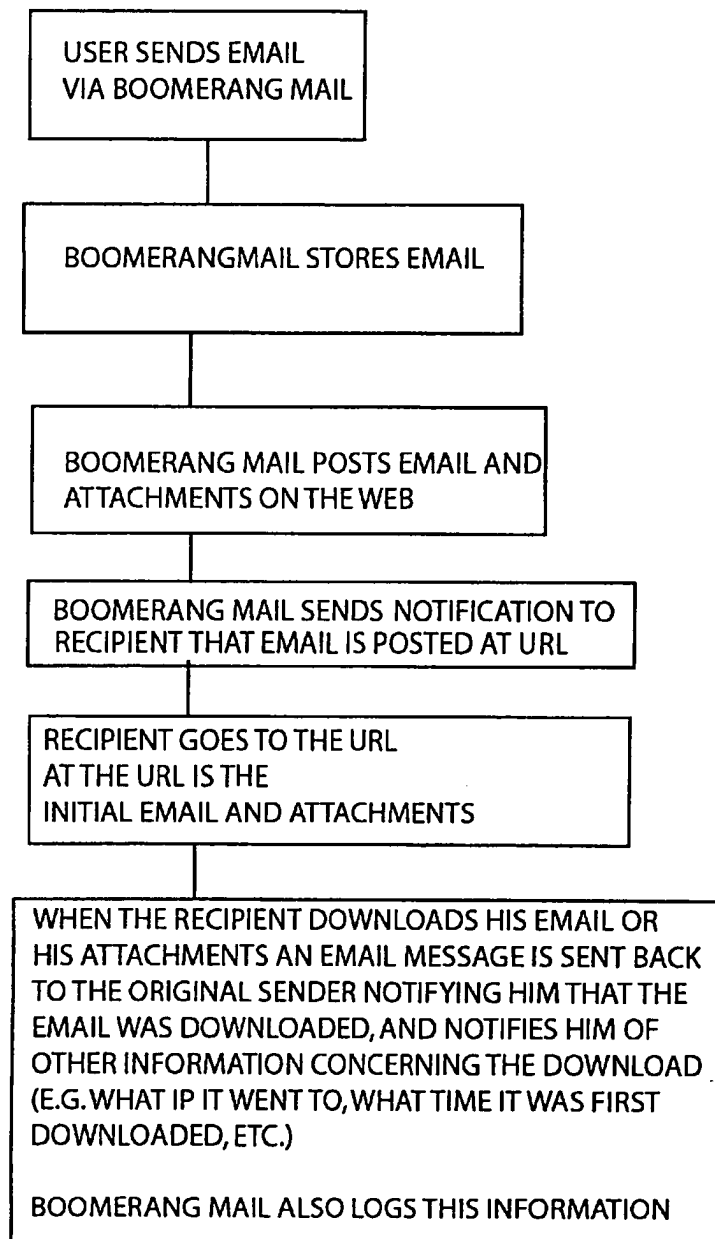 USER SENDS EMAIL
VIA BOOMERANG MAIL
BOOMERANGMAIL STORES EMAIL
BOOMERANG MAIL POSTS EMAIL AND
ATTACHMENTS ON THE WEB
BOOMERANG MAIL SENDS NOTIFICATION TO
RECIPIENT THAT EMAIL IS POSTED AT URL
RECIPIENT GOES TO THE URL
AT THE URL IS THE
INITIAL EMAIL AND ATTACHMENTS
WHEN THE RECIPIENT DOWNLOADS HIS EMAIL OR
HIS ATTACHMENTS AN EMAIL MESSAGE IS SENT BACK
TO THE ORIGINAL SENDER NOTIFYING HIM THAT THE
EMAIL WAS DOWNLOADED, AND NOTIFIES HIM OF
OTHER INFORMATION CONCERNING THE DOWNLOAD
(E.G. WHAT IP IT WENT TO, WHAT TIME IT WAS FIRST
DOWNLOADED, ETC.)
BOOMERANG MAIL ALSO LOGS THIS INFORMATION